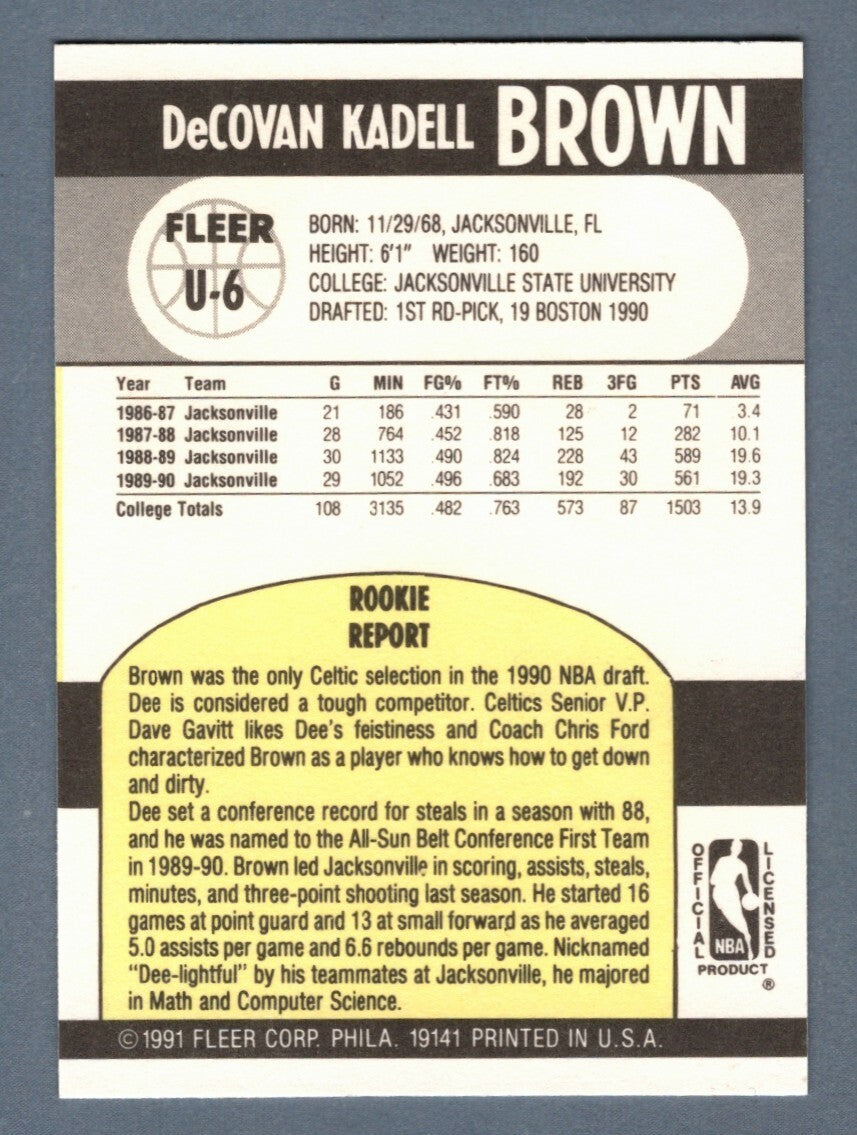 DeCOVAN KADELL BROWN
FLEER
U-6
BORN: 11/29/68, JACKSONVILLE, FL
HEIGHT: 6'1" WEIGHT: 160
COLLEGE: JACKSONVILLE STATE UNIVERSITY
DRAFTED: 1ST RD-PICK, 19 BOSTON 1990
Year Team G MIN FG% FT% REB 3FG PTS AVG
1986-87 Jacksonville 21 186 .431 .590 28 2 71 3.4
1987-88 Jacksonville 28 764 .452 .818 125 12 282 10.1
1988-89 Jacksonville 30 1133 .490 .824 228 43 589 19.6
1989-90 Jacksonville 29 1052 .496 .683 192 30 561 19.3
College Totals 108 3135 .482 .763 573 87 1503 13.9
ROOKIE
REPORT
Brown was the only Celtic selection in the 1990 NBA draft.
Dee is considered a tough competitor. Celtics Senior V.P.
Dave Gavitt likes Dee's feistiness and Coach Chris Ford
characterized Brown as a player who knows how to get down
and dirty.
Dee set a conference record for steals in a season with 88,
and he was named to the All-Sun Belt Conference First Team
in 1989-90. Brown led Jacksonville in scoring, assists, steals,
minutes, and three-point shooting last season. He started 16
games at point guard and 13 at small forward as he averaged
5.0 assists per game and 6.6 rebounds per game. Nicknamed
"Dee-lightful" by his teammates at Jacksonville, he majored
in Math and Computer Science.
OFFICIAL
LICENSED
NBA
PRODUCT
®
©1991 FLEER CORP. PHILA. 19141 PRINTED IN U.S.A.